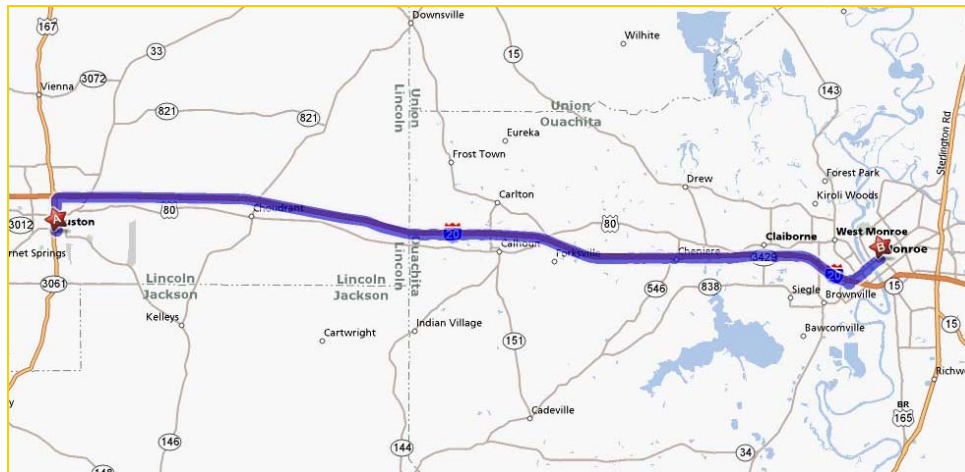 167
Downsville
33
15
Wilhite
Vienna
3072
143
821
821
Union
Lincoln
Union
Ouachita
Sterlington Rd
Eureka
Frost Town
Drew
Forest Park
Kiroli Woods
Carlton
80
Choudrant
80
A
3012
20
Calhoun
Claiborne
West Monroe
B
Cheniere
3429
Ouachita
Lincoln
20
3061
Lincoln
Jackson
Lincoln
Jackson
546
838
Siegle
Brownville
15
Kelleys
Cartwright
Indian Village
151
Bawcomville
15
Cadeville
BR
165
146
144
34
148